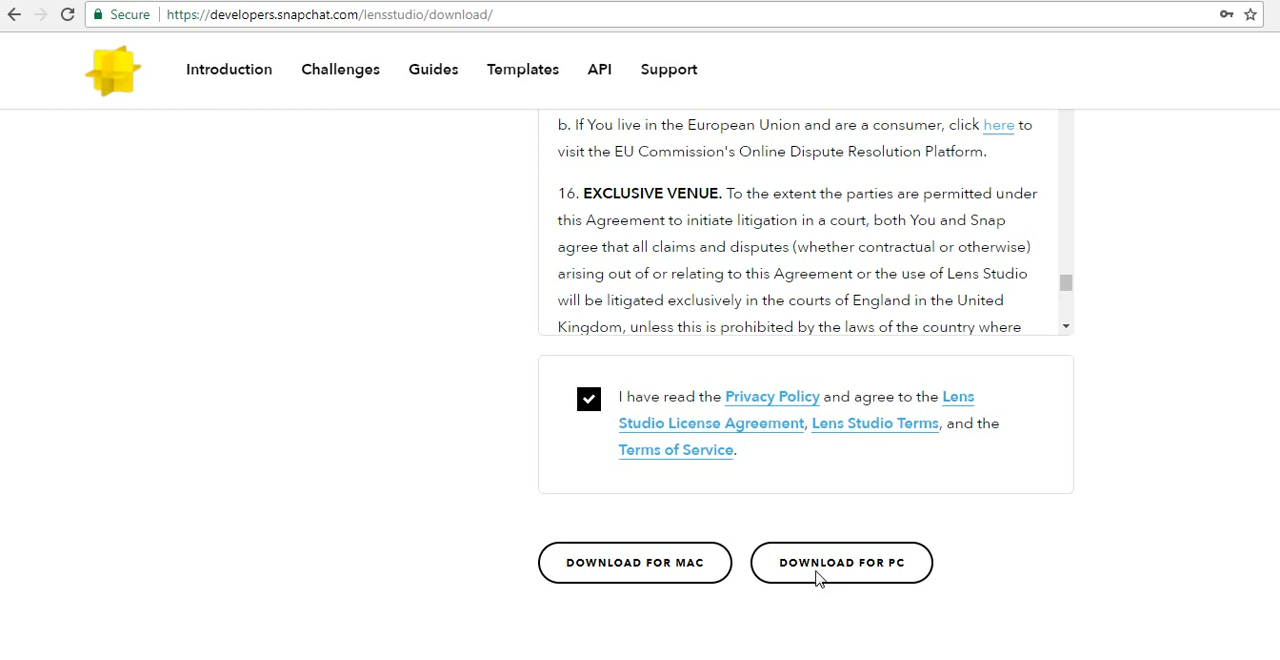 Secure https://developers.snapchat.com/lensstudio/download/
Introduction Challenges Guides Templates API Support
b. If You live in the European Union and are a consumer, click here to
visit the EU Commission's Online Dispute Resolution Platform.
16. EXCLUSIVE VENUE. To the extent the parties are permitted under
this Agreement to initiate litigation in a court, both You and Snap
agree that all claims and disputes (whether contractual or otherwise)
arising out of or relating to this Agreement or the use of Lens Studio
will be litigated exclusively in the courts of England in the United
Kingdom, unless this is prohibited by the laws of the country where
I have read the Privacy Policy and agree to the Lens
Studio License Agreement, Lens Studio Terms, and the
Terms of Service.
DOWNLOAD FOR MAC DOWNLOAD FOR PC